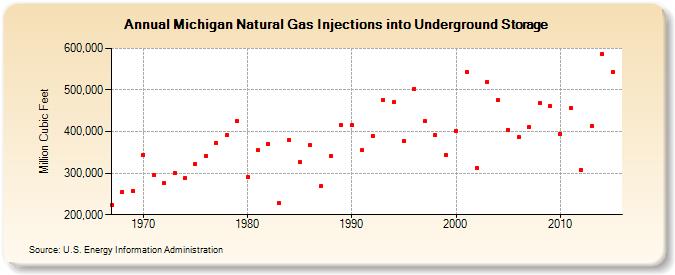 Annual Michigan Natural Gas Injections into Underground Storage
Million Cubic Feet
600,000
500,000
400,000
300,000
200,000
1970 1980 1990 2000 2010
Source: U.S. Energy Information Administration